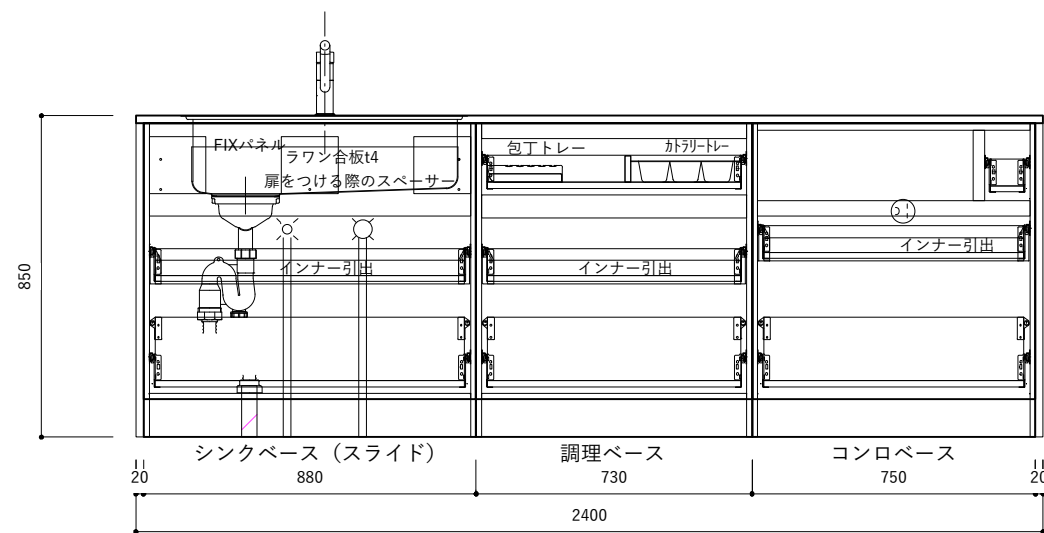 FIXパネル
ラワン合板t4
扉をつける際のスペーサー
包丁トレー
ｶﾄﾗﾘｰﾄﾚｰ
インナー引出
インナー引出
インナー引出
850
シンクベース（スライド）
調理ベース
コンロベース
20
880
730
750
20
2400